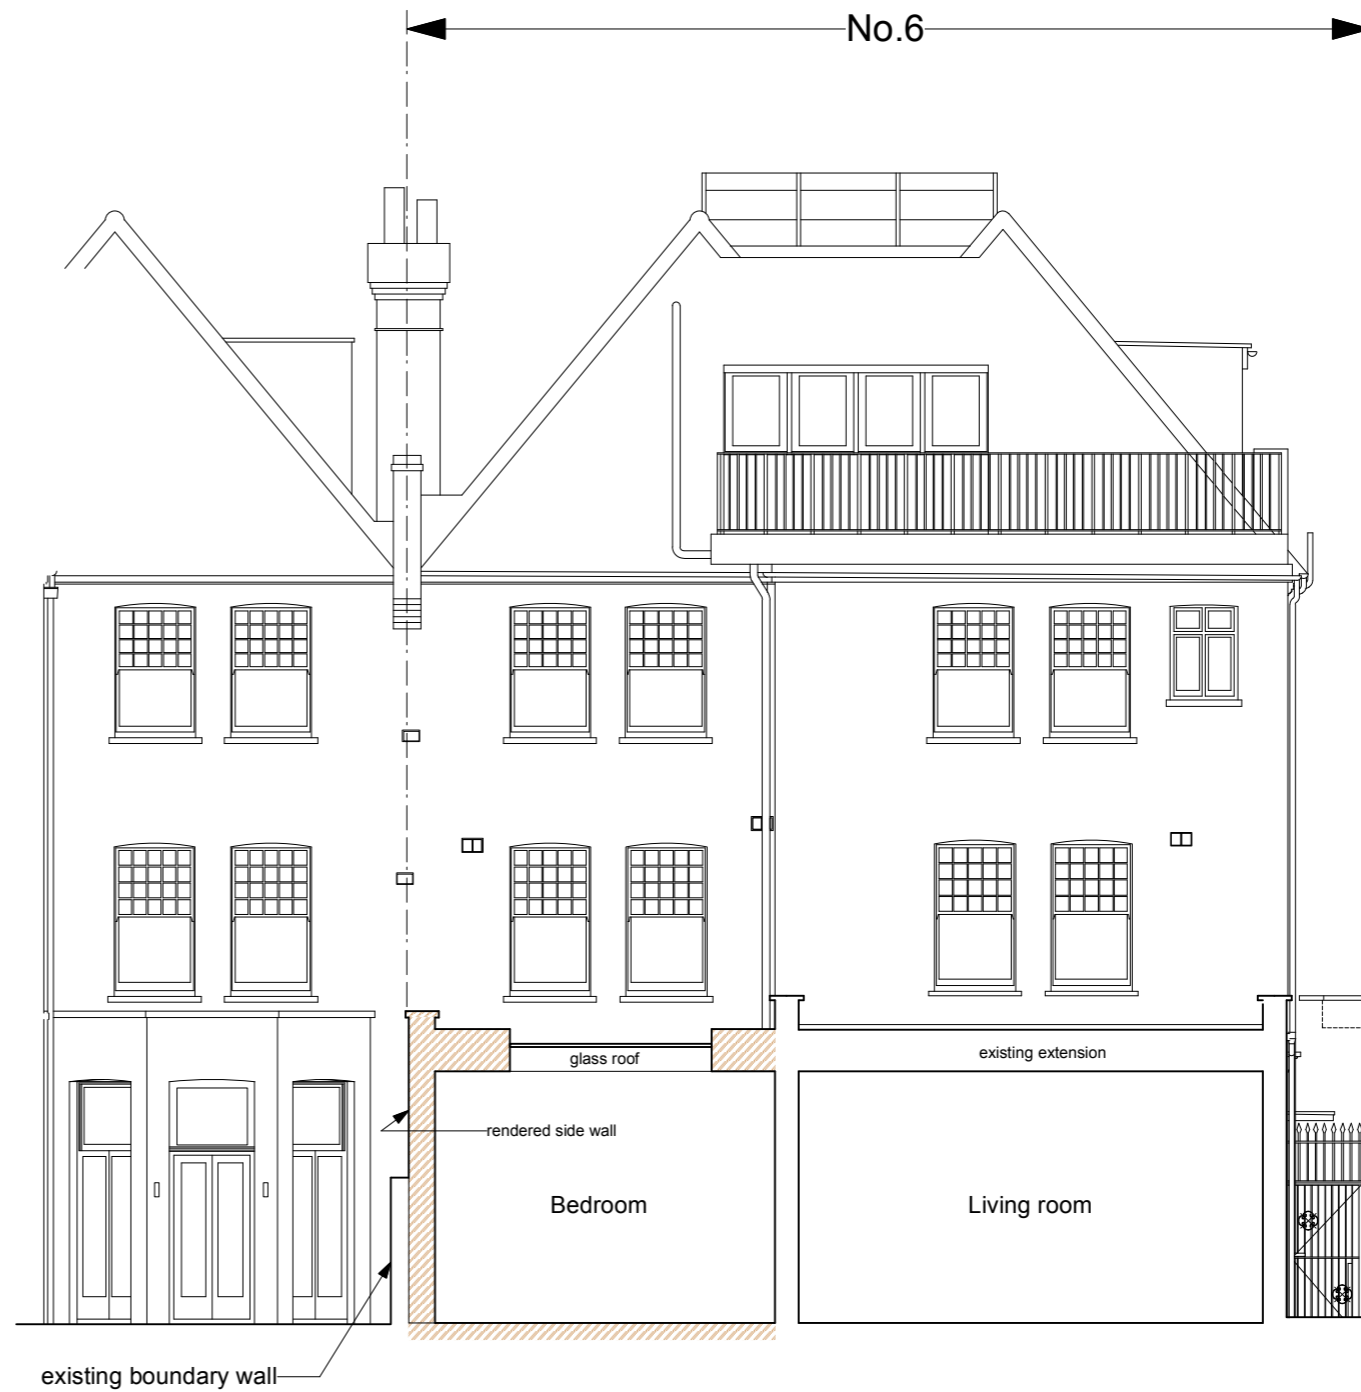 No.6
glass roof
existing extension
rendered side wall
Bedroom
Living room
existing boundary wall